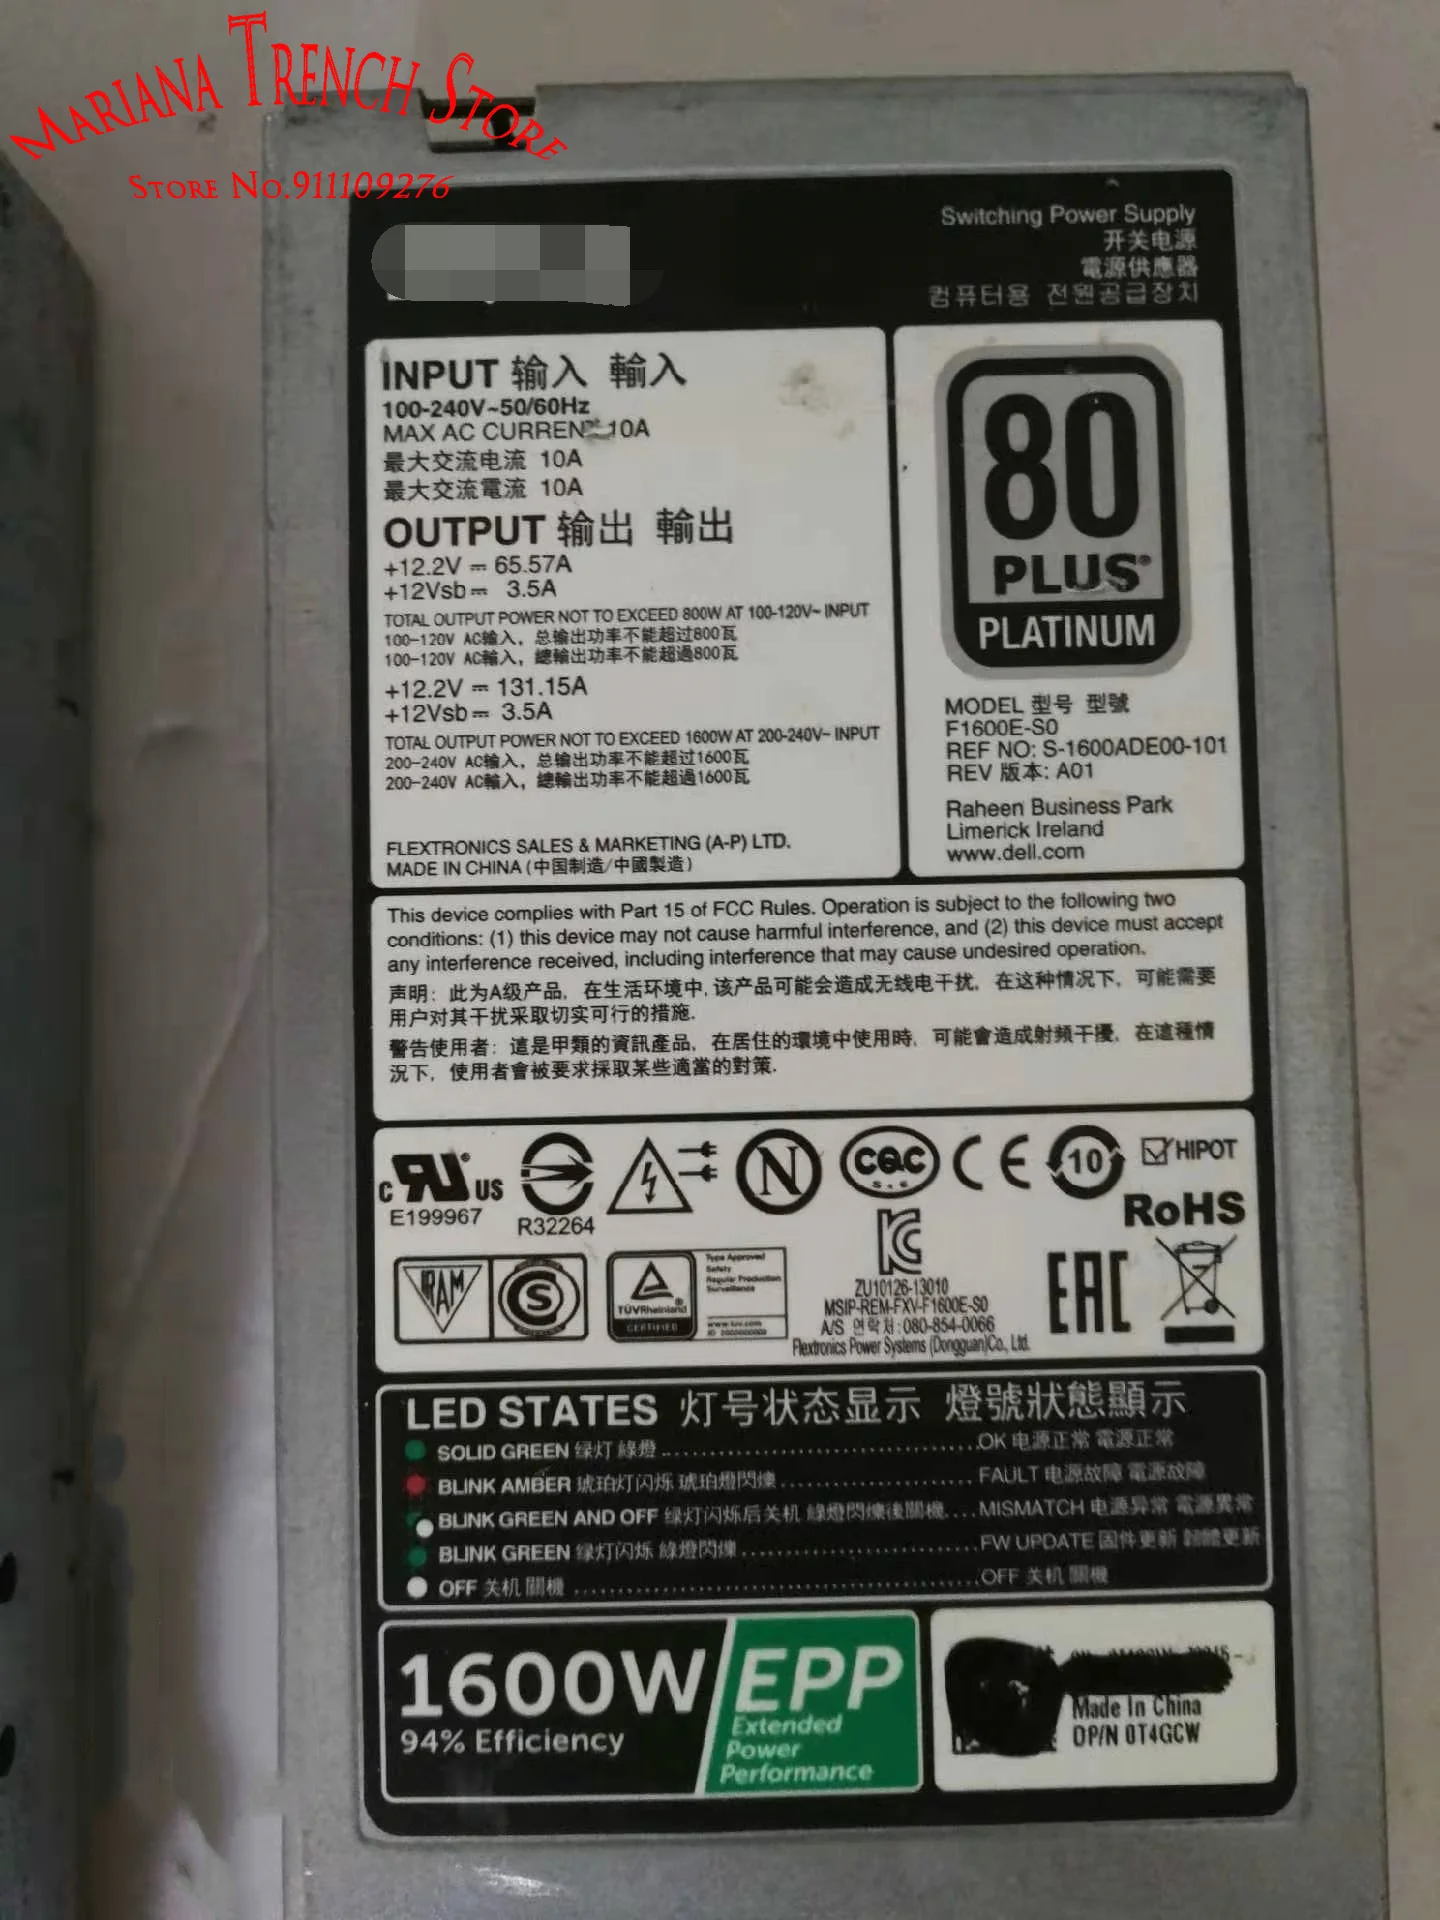 MARIANA TRENCH STORE
STORE NO.911109276
Switching Power Supply
开关电源
電源供應器
컴퓨터용 전원공급장치
INPUT 输入 輸入
100-240V~50/60Hz
MAX AC CURRENT 10A
最大交流电流 10A
最大交流電流 10A
OUTPUT 输出 輸出
+12.2V ⎓ 65.57A
+12Vsb ⎓ 3.5A
TOTAL OUTPUT POWER NOT TO EXCEED 800W AT 100-120V~ INPUT
100-120V AC输入, 总输出功率不能超过800瓦
100-120V AC輸入, 總輸出功率不能超過800瓦
+12.2V ⎓ 131.15A
+12Vsb ⎓ 3.5A
TOTAL OUTPUT POWER NOT TO EXCEED 1600W AT 200-240V~ INPUT
200-240V AC输入, 总输出功率不能超过1600瓦
200-240V AC輸入, 總輸出功率不能超過1600瓦
FLEXTRONICS SALES & MARKETING (A-P) LTD.
MADE IN CHINA (中国制造/中國製造)
80
PLUS
PLATINUM
MODEL 型号 型號
F1600E-S0
REF NO: S-1600ADE00-101
REV 版本: A01
Raheen Business Park
Limerick Ireland
www.dell.com
This device complies with Part 15 of FCC Rules. Operation is subject to the following two
conditions: (1) this device may not cause harmful interference, and (2) this device must accept
any interference received, including interference that may cause undesired operation.
声明: 此为A级产品, 在生活环境中, 该产品可能会造成无线电干扰, 在这种情况下, 可能需要
用户对其干扰采取切实可行的措施.
警告使用者: 這是甲類的資訊產品, 在居住的環境中使用時, 可能會造成射頻干擾, 在這種情
況下, 使用者會被要求採取某些適當的對策.
C UR US
E199967
R32264
N
CQC
CE
10
HIPOT
RoHS
IRAM
S
TÜVRheinland
CERTIFIED
Type Approved
Safety
Regular Production
Surveillance
www.tuv.com
ZU10126-13010
MSIP-REM-FXV-F1600E-S0
A/S 연락처:080-854-0066
Flextronics Power Systems (Dongguan)Co., Ltd.
EAC
LED STATES 灯号状态显示 燈號狀態顯示
SOLID GREEN 绿灯 綠燈 OK 电源正常 電源正常
BLINK AMBER 琥珀灯闪烁 琥珀燈閃爍 FAULT 电源故障 電源故障
BLINK GREEN AND OFF 绿灯闪烁后关机 綠燈閃爍後關機 MISMATCH 电源异常 電源異常
BLINK GREEN 绿灯闪烁 綠燈閃爍 FW UPDATE 固件更新 韌體更新
OFF 关机 關機 OFF 关机 關機
1600W
94% Efficiency
EPP
Extended
Power
Performance
Made In China
DP/N 0T4GCW